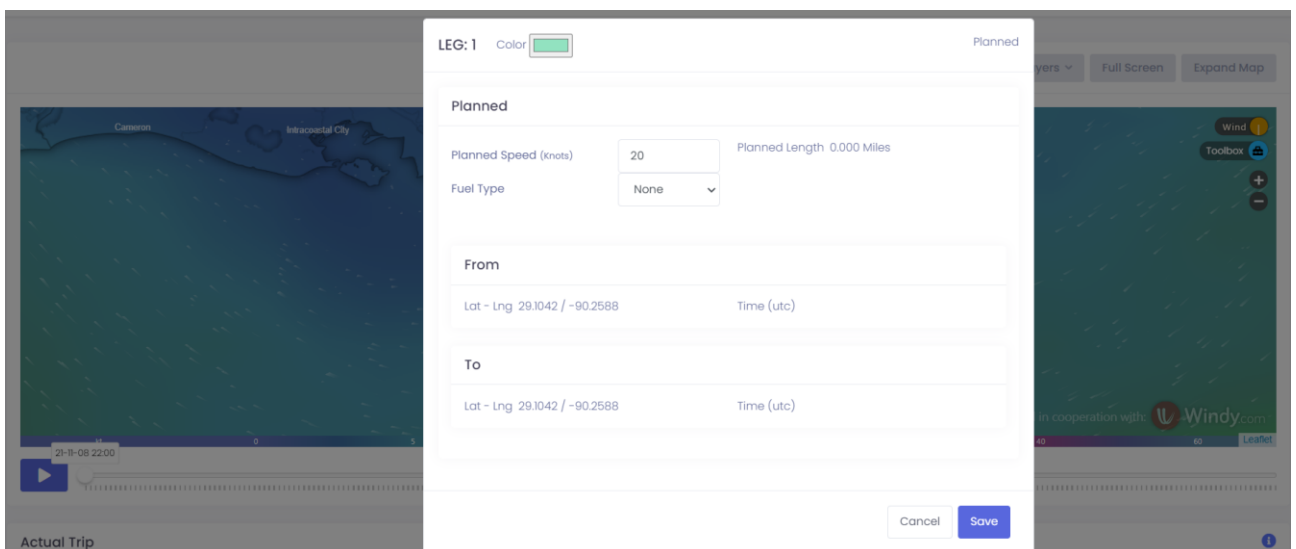 LEG: 1 Color Planned
yers Full Screen Expand Map
Planned
Cameron
Intracoastal City
Wind
Planned Speed (Knots) 20 Planned Length 0.000 Miles
Toolbox
Fuel Type None
From
Lat - Lng 29.1042 / -90.2588 Time (utc)
To
Lat - Lng 29.1042 / -90.2588 Time (utc)
in cooperation with: Windy.com
0 5 40 60 Leaflet
21-11-08 22:00
Cancel Save
Actual Trip